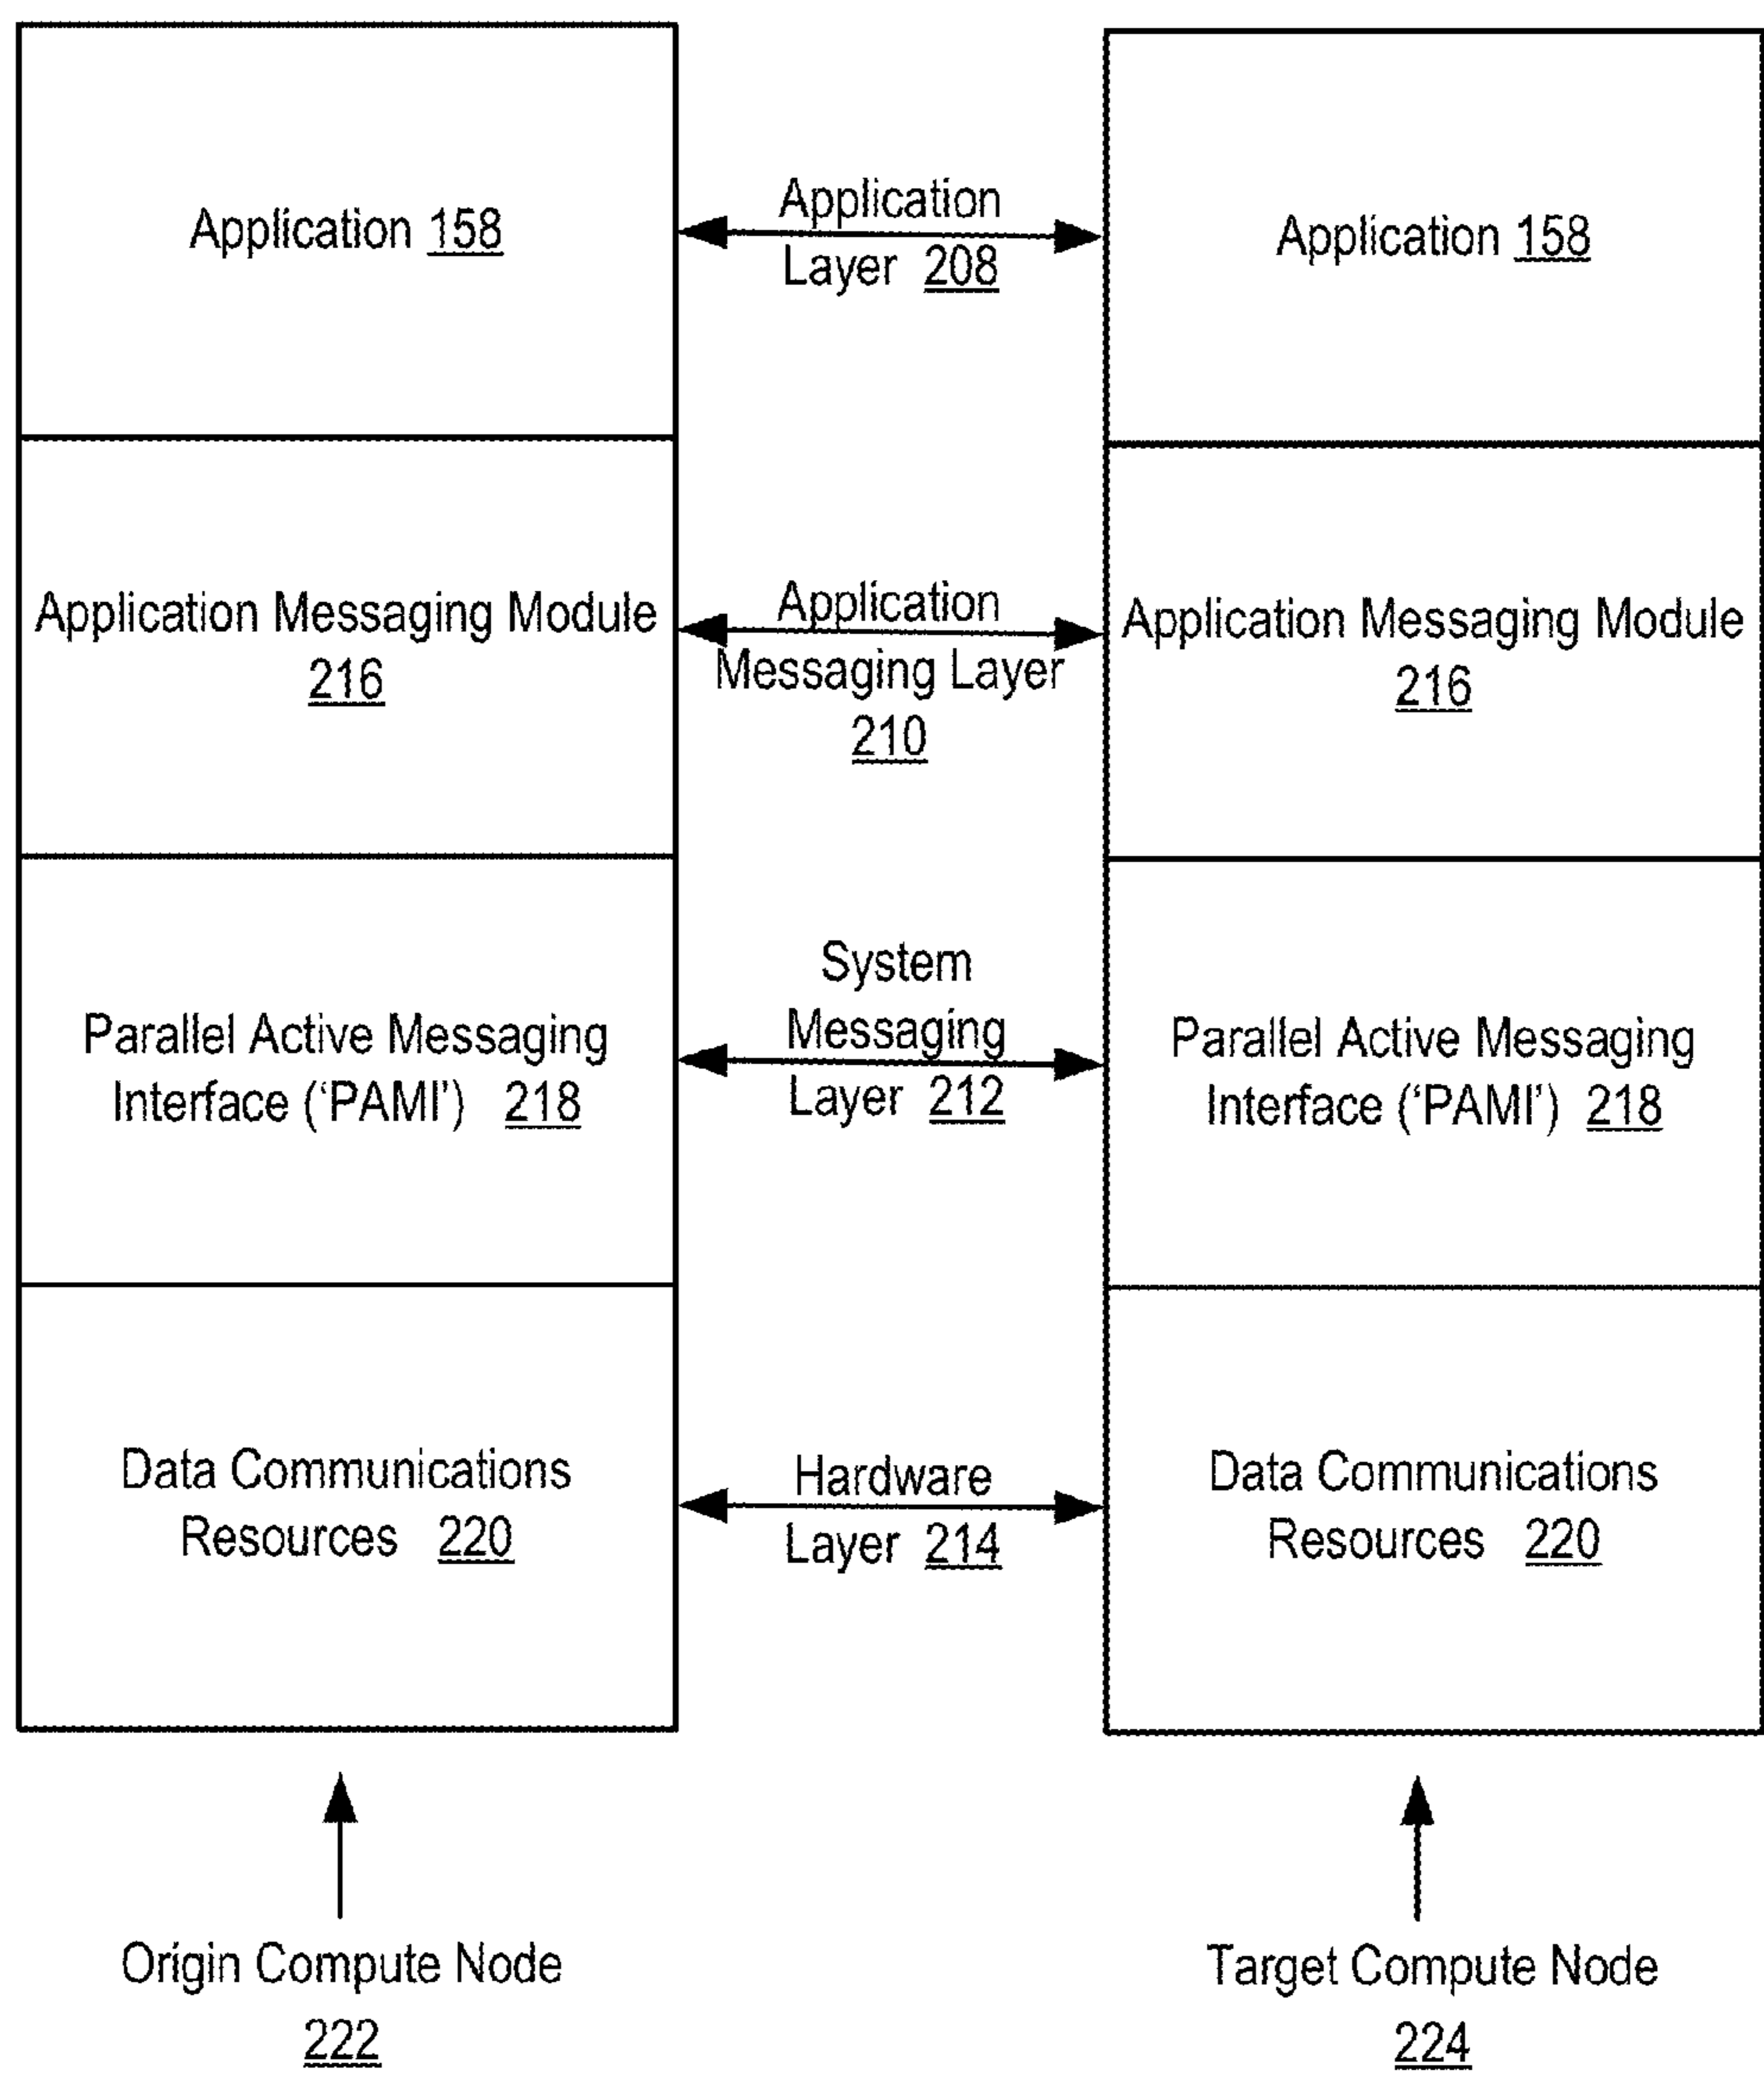 Application 158
Application
Layer 208
Application 158
Application Messaging Module
216
Application
Messaging Layer
210
Application Messaging Module
216
Parallel Active Messaging
Interface (‘PAMI’) 218
System
Messaging
Layer 212
Parallel Active Messaging
Interface (‘PAMI’) 218
Data Communications
Resources 220
Hardware
Layer 214
Data Communications
Resources 220
Origin Compute Node
222
Target Compute Node
224